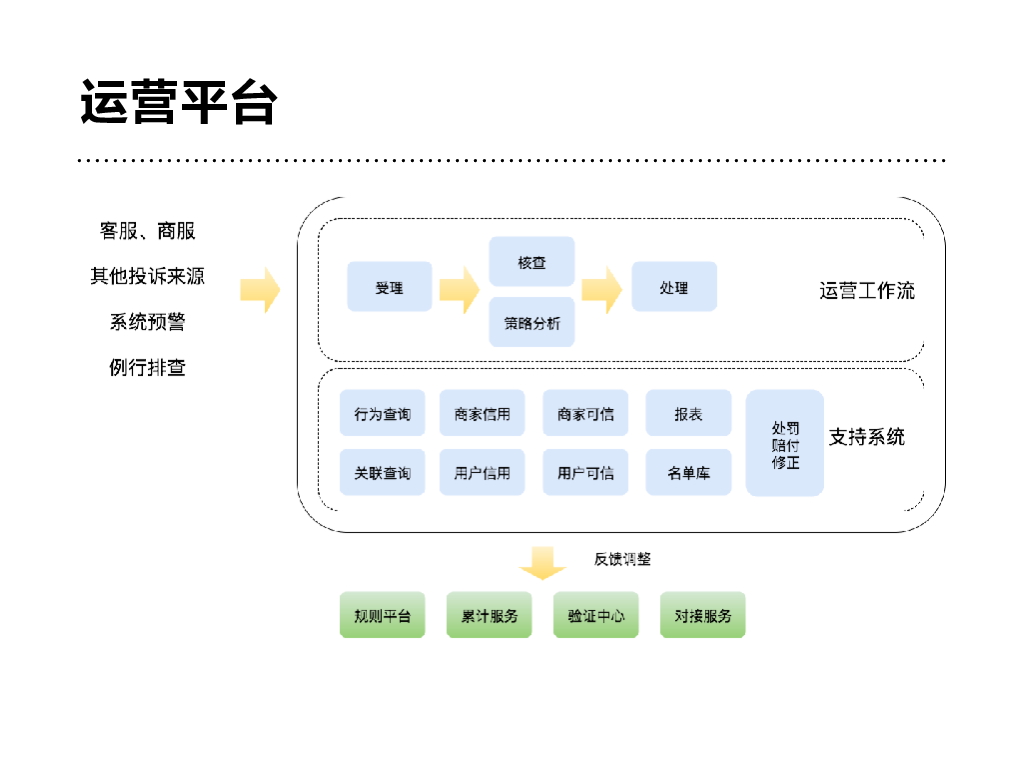 运营平台
客服、商服
其他投诉来源
系统预警
例行排查
受理
核查
策略分析
处理
运营工作流
行为查询
商家信用
商家可信
报表
关联查询
用户信用
用户可信
名单库
处罚
赔付
修正
支持系统
反馈调整
规则平台
累计服务
验证中心
对接服务